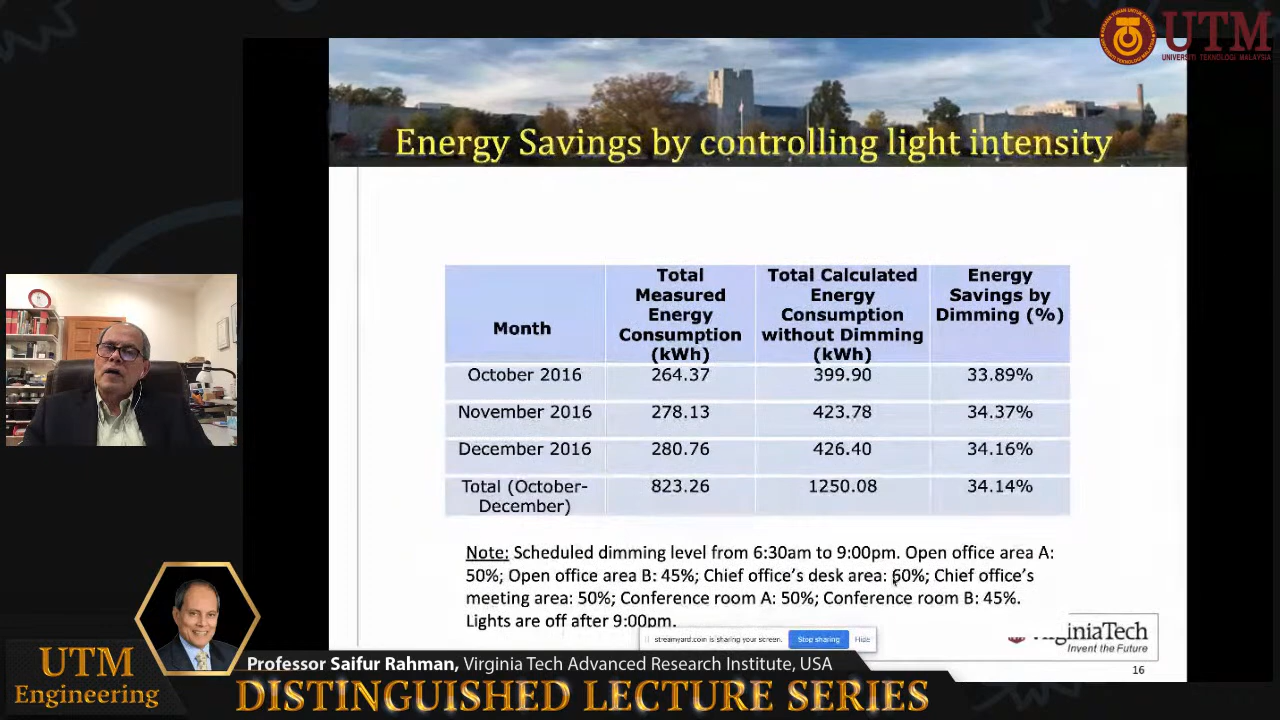 UTM
UNIVERSITI TEKNOLOGI MALAYSIA
Energy Savings by controlling light intensity
Month
Total
Measured
Energy
Consumption
(kWh)
Total Calculated
Energy
Consumption
without Dimming
(kWh)
Energy
Savings by
Dimming (%)
October 2016 264.37 399.90 33.89%
November 2016 278.13 423.78 34.37%
December 2016 280.76 426.40 34.16%
Total (October-
December) 823.26 1250.08 34.14%
Note: Scheduled dimming level from 6:30am to 9:00pm. Open office area A:
50%; Open office area B: 45%; Chief office's desk area: 60%; Chief office's
meeting area: 50%; Conference room A: 50%; Conference room B: 45%.
Lights are off after 9:00pm.
streamyard.com is sharing your screen. Stop sharing Hide
Invent the Future
16
UTM
Engineering
Professor Saifur Rahman, Virginia Tech Advanced Research Institute, USA
DISTINGUISHED LECTURE SERIES